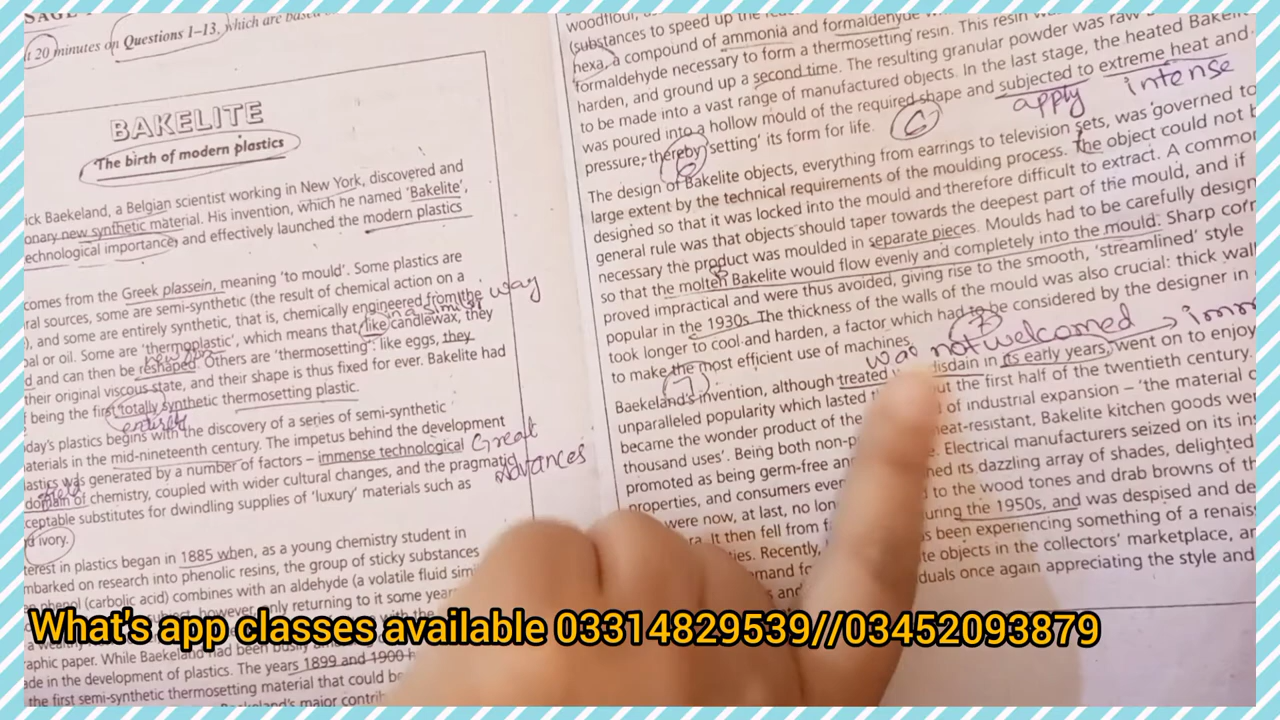 SAGE
20 minutes on Questions 1–13, which are based
BAKELITE
The birth of modern plastics
ick Baekeland, a Belgian scientist working in New York, discovered and
onary new synthetic material. His invention, which he named 'Bakelite',
echnological importance, and effectively launched the modern plastics
comes from the Greek plassein, meaning 'to mould'. Some plastics are
ral sources, some are semi-synthetic (the result of chemical action on a
), and some are entirely synthetic, that is, chemically engineered from the
way
in a similar
al or oil. Some are 'thermoplastic', which means that, like candlewax, they
d and can then be reshaped. Others are 'thermosetting': like eggs, they
their original viscous state, and their shape is thus fixed for ever. Bakelite had
being the first totally synthetic thermosetting plastic.
entirely
day's plastics begins with the discovery of a series of semi-synthetic
aterials in the mid-nineteenth century. The impetus behind the development
lastics was generated by a number of factors – immense technological
Great
advances
field
domain of chemistry, coupled with wider cultural changes, and the pragmatic
ceptable substitutes for dwindling supplies of 'luxury' materials such as
d ivory.
terest in plastics began in 1885 when, as a young chemistry student in
mbarked on research into phenolic resins, the group of sticky substances
phenol (carbolic acid) combines with an aldehyde (a volatile fluid
however, only returning to it some
raphic paper. While Baekeland had been busily
ade in the development of plastics. The years 1899 and 1900
the first semi-synthetic thermosetting material that could be
Baekeland's major
woodflour,
(substances to speed up the
hexa, a compound of ammonia and formaldehyde
formaldehyde necessary to form a thermosetting resin. This resin
harden, and ground up a second time. The resulting granular powder was raw
to be made into a vast range of manufactured objects. In the last stage, the heated
was poured into a hollow mould of the required shape and subjected to extreme heat and
apply intense
pressure, thereby 'setting' its form for life.
6
6
The design of Bakelite objects, everything from earrings to television sets, was governed to
large extent by the technical requirements of the moulding process. The object could not
designed so that it was locked into the mould and therefore difficult to extract. A common
general rule was that objects should taper towards the deepest part of the mould, and if
necessary the product was moulded in separate pieces. Moulds had to be carefully design
so that the molten Bakelite would flow evenly and completely into the mould. Sharp
proved impractical and were thus avoided, giving rise to the smooth, 'streamlined' style
popular in the 1930s. The thickness of the walls of the mould was also crucial: thick
took longer to cool and harden, a factor which had to be considered by the designer in
to make the most efficient use of machines.
7
7
was not welcomed
Baekeland's invention, although treated disdain in its early years, went on to enjoy
unparalleled popularity which lasted the first half of the twentieth century.
became the wonder product of the of industrial expansion – 'the material
thousand uses'. Being both heat-resistant, Bakelite kitchen goods
promoted as being germ-free Electrical manufacturers seized on its
properties, and consumers its dazzling array of shades, delighted
were now, at last, no to the wood tones and drab browns of
It then fell from the 1950s, and was despised and
Recently, been experiencing something of a
objects in the collectors' marketplace,
once again appreciating the style and
What's app classes available 03314829539//03452093879